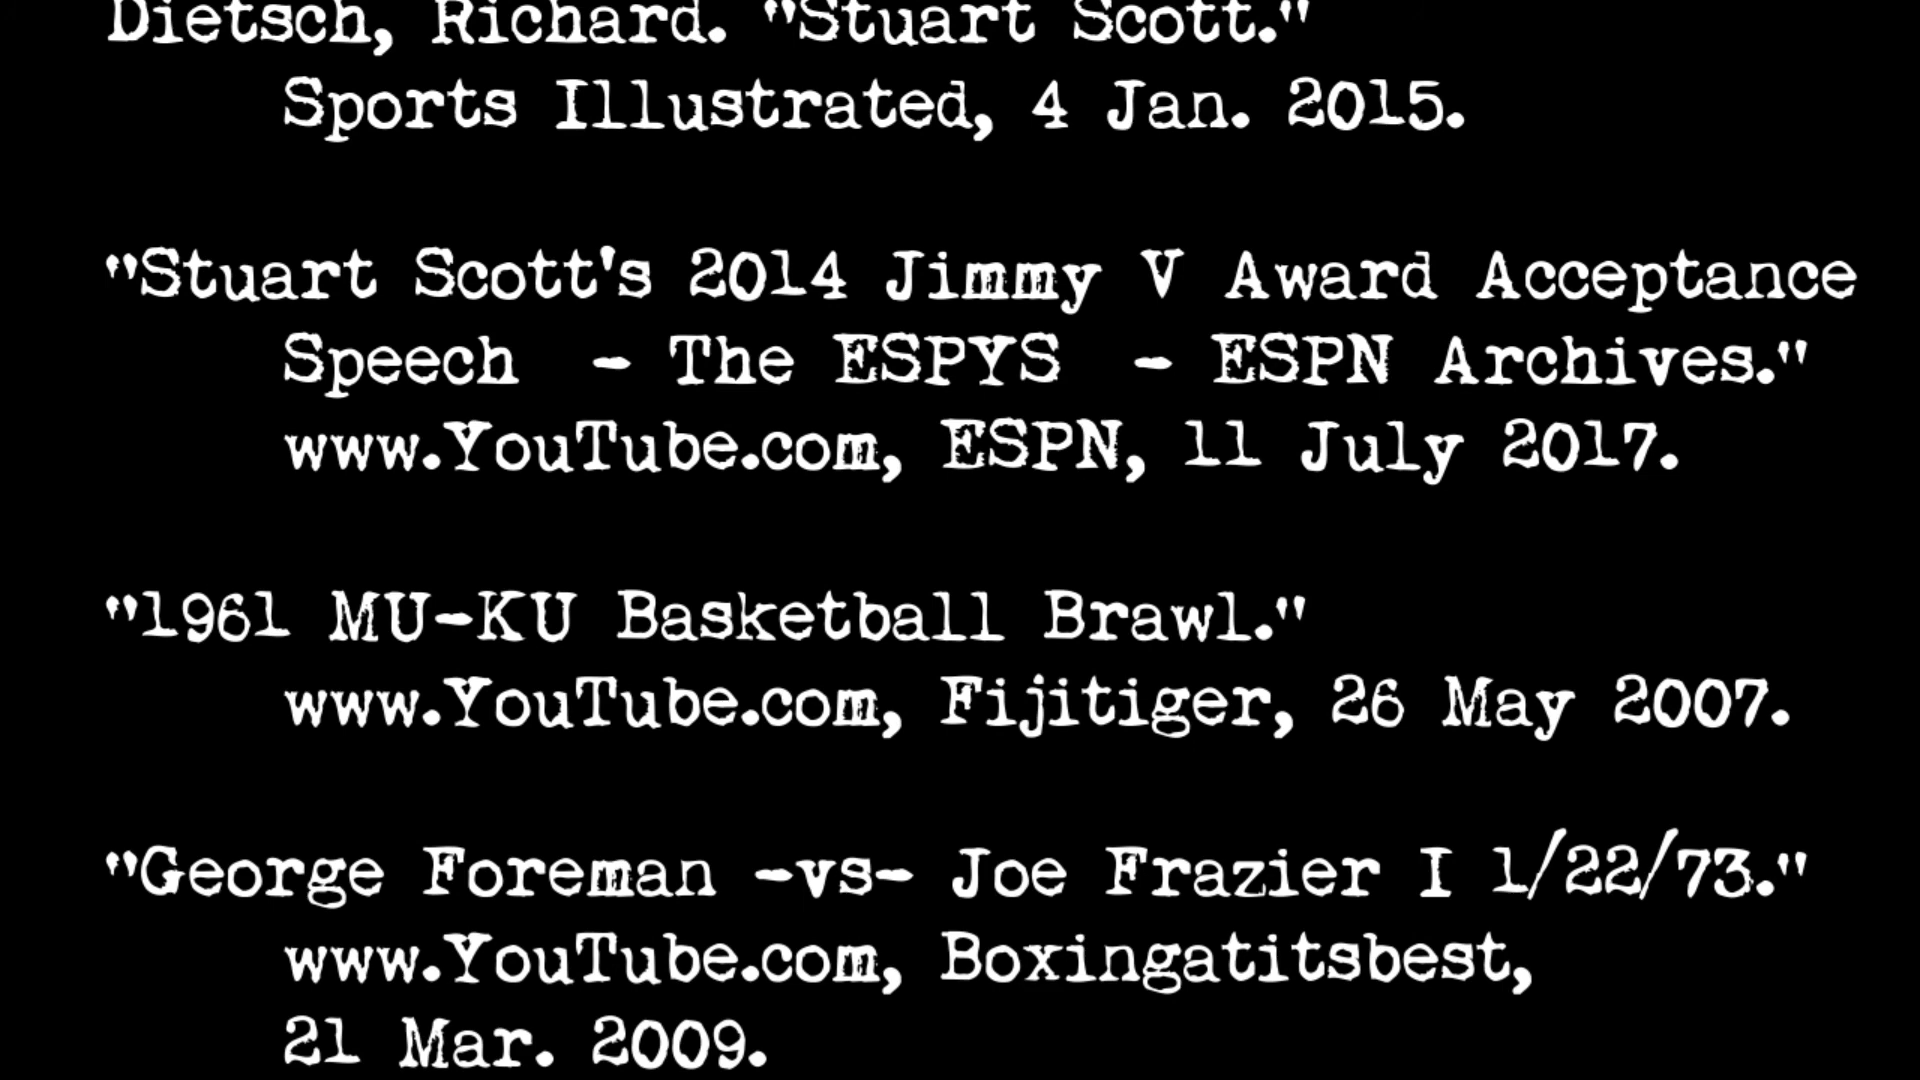 Dietsch, Richard. "Stuart Scott."
Sports Illustrated, 4 Jan. 2015.
"Stuart Scott's 2014 Jimmy V Award Acceptance
Speech - The ESPYS - ESPN Archives."
www.YouTube.com, ESPN, 11 July 2017.
"1961 MU-KU Basketball Brawl."
www.YouTube.com, Fijitiger, 26 May 2007.
"George Foreman -vs- Joe Frazier I 1/22/73."
www.YouTube.com, Boxingatitsbest,
21 Mar. 2009.